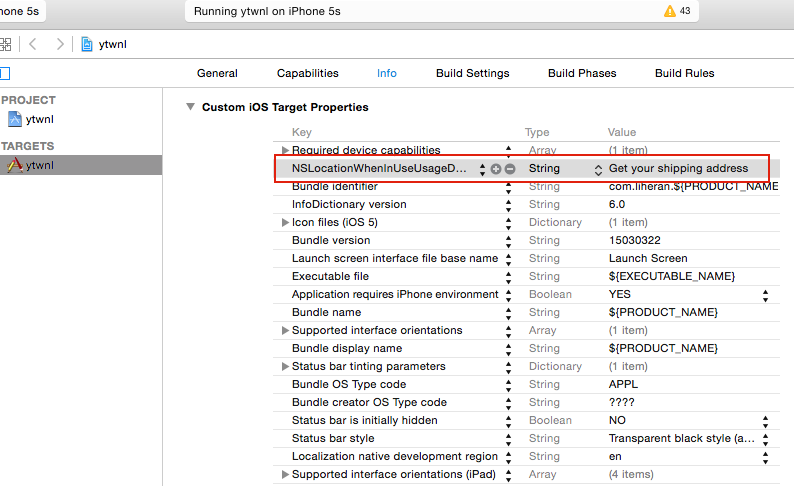 hone 5s
Running ytwnl on iPhone 5s
43
ytwnl
General Capabilities Info Build Settings Build Phases Build Rules
PROJECT
ytwnl
TARGETS
ytwnl
Custom iOS Target Properties
Key Type Value
Required device capabilities Array (1 item)
NSLocationWhenInUseUsageD... String Get your shipping address
Bundle identifier String com.liheran.${PRODUCT_NAME
InfoDictionary version String 6.0
Icon files (iOS 5) Dictionary (1 item)
Bundle version String 15030322
Launch screen interface file base name String Launch Screen
Executable file String ${EXECUTABLE_NAME}
Application requires iPhone environment Boolean YES
Bundle name String ${PRODUCT_NAME}
Supported interface orientations Array (1 item)
Bundle display name String ${PRODUCT_NAME}
Status bar tinting parameters Dictionary (1 item)
Bundle OS Type code String APPL
Bundle creator OS Type code String ????
Status bar is initially hidden Boolean NO
Status bar style String Transparent black style (a...
Localization native development region String en
Supported interface orientations (iPad) Array (4 items)